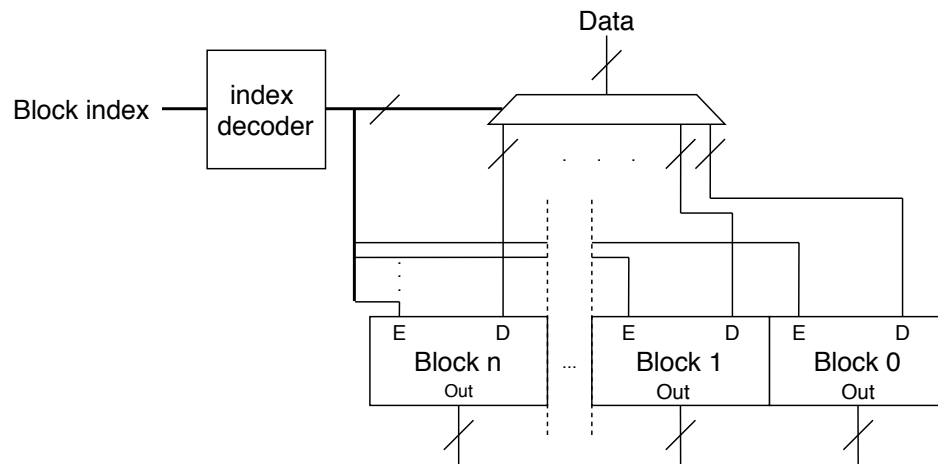 Data
Block index
index
decoder
. . .
.
.
.
E D E D E D
Block n ... Block 1 Block 0
Out Out Out